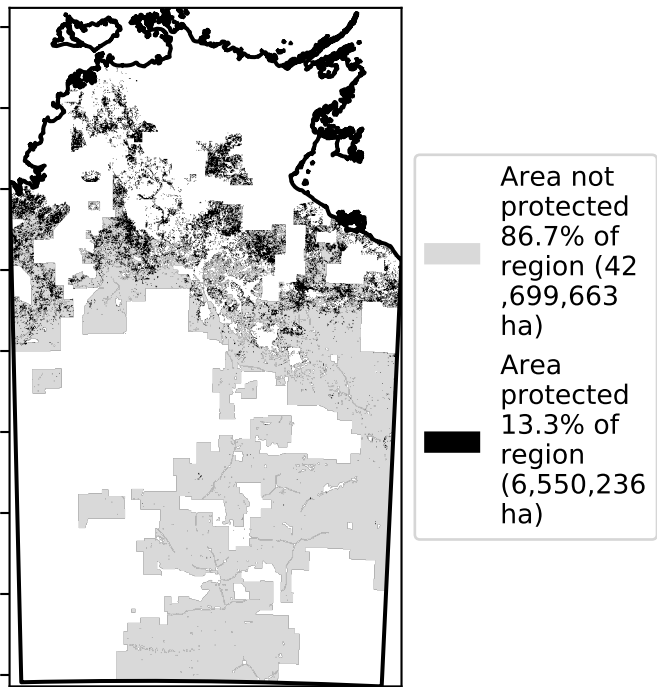 Area not
protected
86.7% of
region (42
,699,663
ha)
Area
protected
13.3% of
region
(6,550,236
ha)